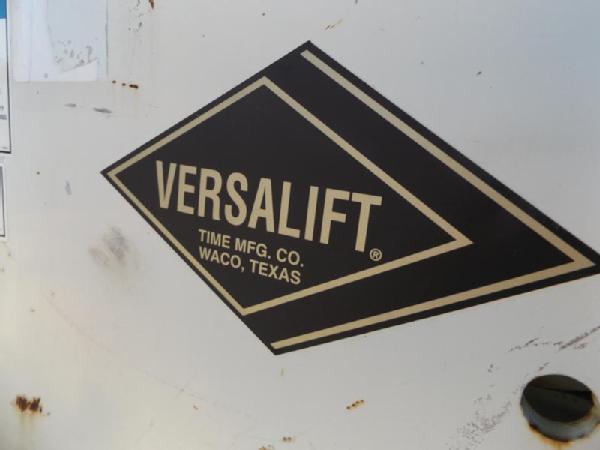 VERSALIFT®
TIME MFG. CO.
WACO, TEXAS